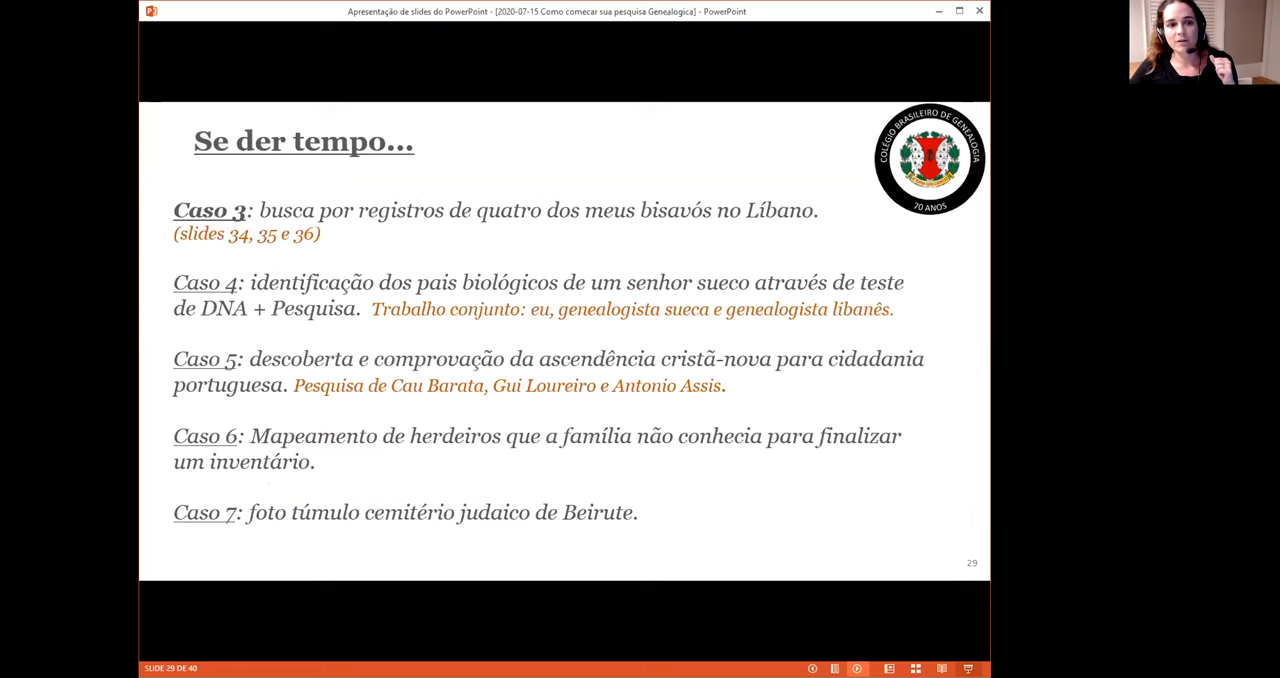 Apresentação de slides do PowerPoint - [2020-07-15 Como comecar sua pesquisa Genealogica] - PowerPoint
Se der tempo...
COLÉGIO BRASILEIRO DE GENEALOGIA
70 ANOS
Caso 3: busca por registros de quatro dos meus bisavós no Líbano.
(slides 34, 35 e 36)
Caso 4: identificação dos pais biológicos de um senhor sueco através de teste
de DNA + Pesquisa. Trabalho conjunto: eu, genealogista sueca e genealogista libanês.
Caso 5: descoberta e comprovação da ascendência cristã-nova para cidadania
portuguesa. Pesquisa de Cau Barata, Gui Loureiro e Antonio Assis.
Caso 6: Mapeamento de herdeiros que a família não conhecia para finalizar
um inventário.
Caso 7: foto túmulo cemitério judaico de Beirute.
29
SLIDE 29 DE 40